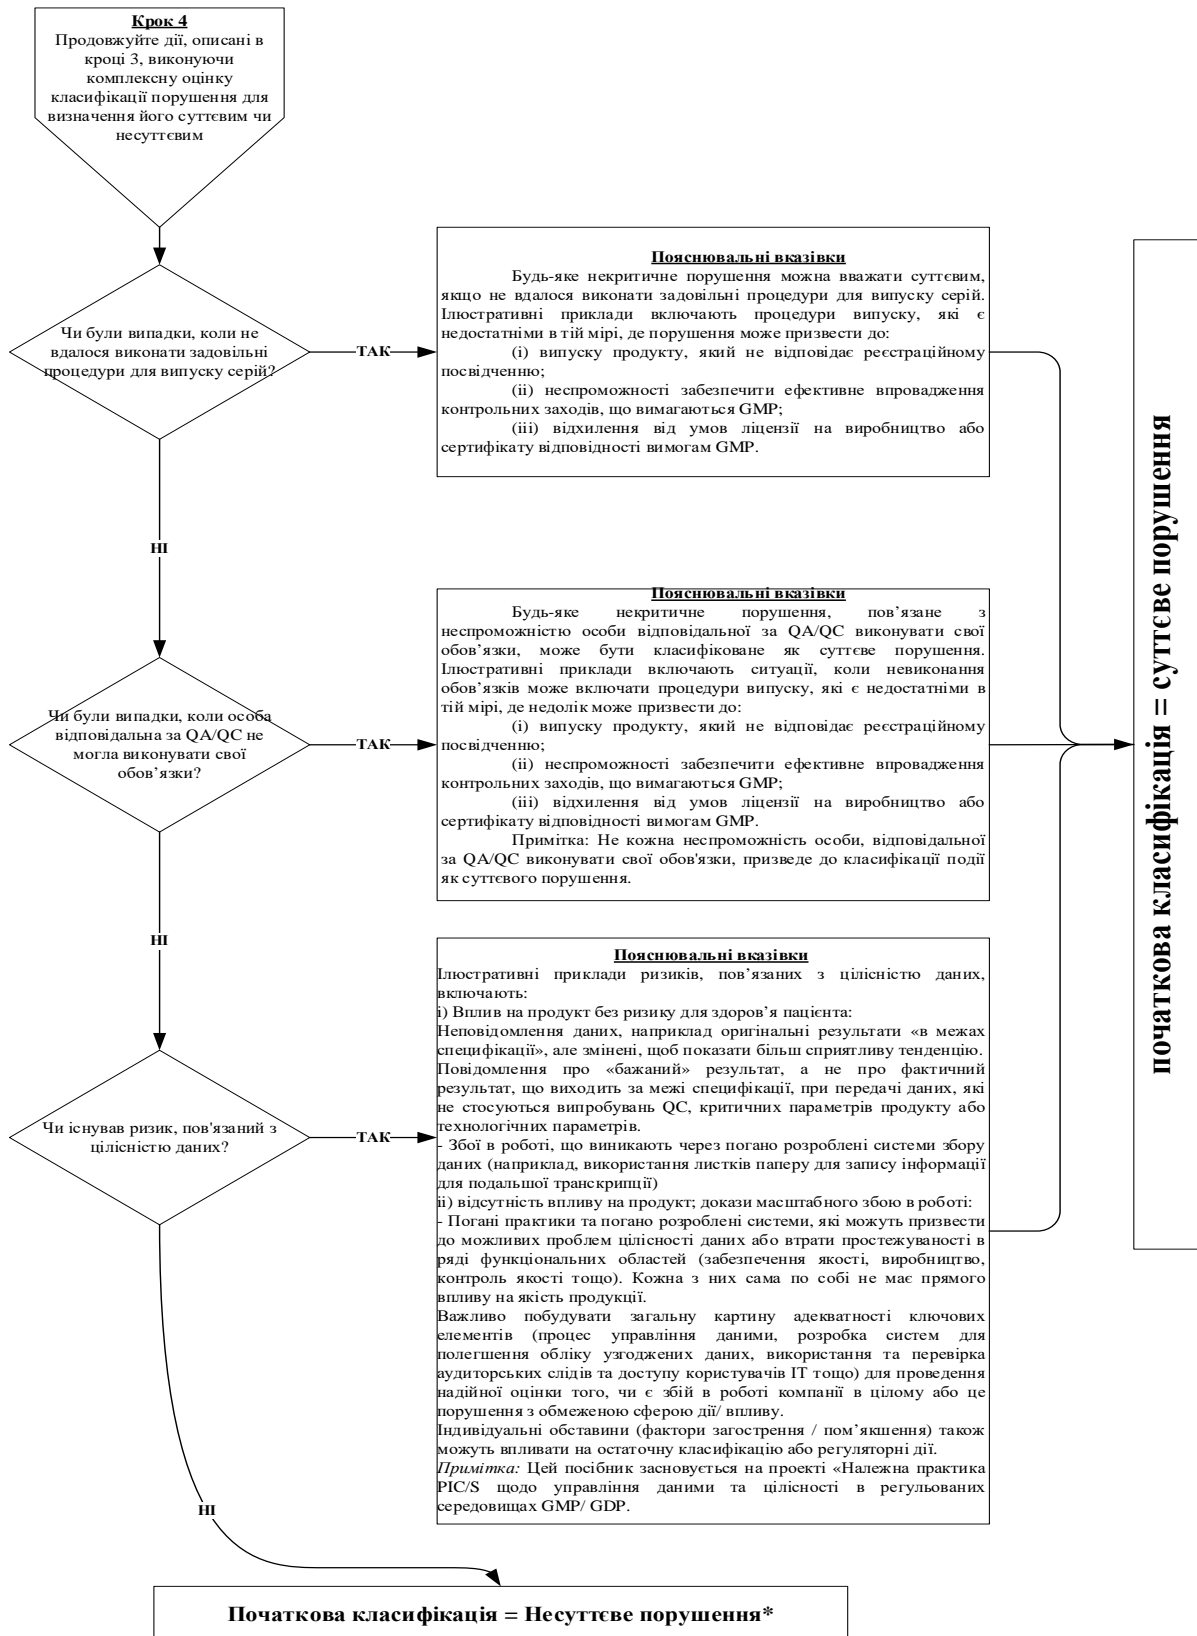 Крок 4
Продовжуйте дії, описані в
кроці 3, виконуючи
комплексну оцінку
класифікації порушення для
визначення його суттєвим чи
несуттєвим
Чи були випадки, коли не
вдалося виконати задовільні
процедури для випуску серій?
ТАК
Пояснювальні вказівки
Будь-яке некритичне порушення можна вважати суттєвим,
якщо не вдалося виконати задовільні процедури для випуску серій.
Ілюстративні приклади включають процедури випуску, які є
недостатніми в тій мірі, де порушення може призвести до:
(i) випуску продукту, який не відповідає реєстраційному
посвідченню;
(ii) неспроможності забезпечити ефективне впровадження
контрольних заходів, що вимагаються GMP;
(iii) відхилення від умов ліцензії на виробництво або
сертифікату відповідності вимогам GMP.
НІ
Чи були випадки, коли особа
відповідальна за QA/QC не
могла виконувати свої
обов’язки?
ТАК
Пояснювальні вказівки
Будь-яке некритичне порушення, пов’язане з
неспроможністю особи відповідальної за QA/QC виконувати свої
обов’язки, може бути класифіковане як суттєве порушення.
Ілюстративні приклади включають ситуації, коли невиконання
обов’язків може включати процедури випуску, які є недостатніми в
тій мірі, де недолік може призвести до:
(i) випуску продукту, який не відповідає реєстраційному
посвідченню;
(ii) неспроможності забезпечити ефективне впровадження
контрольних заходів, що вимагаються GMP;
(iii) відхилення від умов ліцензії на виробництво або
сертифікату відповідності вимогам GMP.
Примітка: Не кожна неспроможність особи, відповідальної
за QA/QC виконувати свої обов'язки, призведе до класифікації події
як суттєвого порушення.
НІ
Чи існував ризик, пов'язаний з
цілісністю даних?
ТАК
Пояснювальні вказівки
Ілюстративні приклади ризиків, пов’язаних з цілісністю даних,
включають:
i) Вплив на продукт без ризику для здоров’я пацієнта:
Неповідомлення даних, наприклад оригінальні результати «в межах
специфікації», але змінені, щоб показати більш сприятливу тенденцію.
Повідомлення про «бажаний» результат, а не про фактичний
результат, що виходить за межі специфікації, при передачі даних, які
не стосуються випробувань QC, критичних параметрів продукту або
технологічних параметрів.
- Збої в роботі, що виникають через погано розроблені системи збору
даних (наприклад, використання листків паперу для запису інформації
для подальшої транскрипції)
ii) відсутність впливу на продукт; докази масштабного збою в роботі:
- Погані практики та погано розроблені системи, які можуть призвести
до можливих проблем цілісності даних або втрати простежуваності в
ряді функціональних областей (забезпечення якості, виробництво,
контроль якості тощо). Кожна з них сама по собі не має прямого
впливу на якість продукції.
Важливо побудувати загальну картину адекватності ключових
елементів (процес управління даними, розробка систем для
полегшення обліку узгоджених даних, використання та перевірка
аудиторських слідів та доступу користувачів IT тощо) для проведення
надійної оцінки того, чи є збій в роботі компанії в цілому або це
порушення з обмеженою сферою дії/ впливу.
Індивідуальні обставини (фактори загострення / пом’якшення) також
можуть впливати на остаточну класифікацію або регуляторні дії.
Примітка: Цей посібник засновується на проекті «Належна практика
PIC/S щодо управління даними та цілісності в регульованих
середовищах GMP/ GDP.
НІ
початкова класифікація = суттєве порушення
Початкова класифікація = Несуттєве порушення*